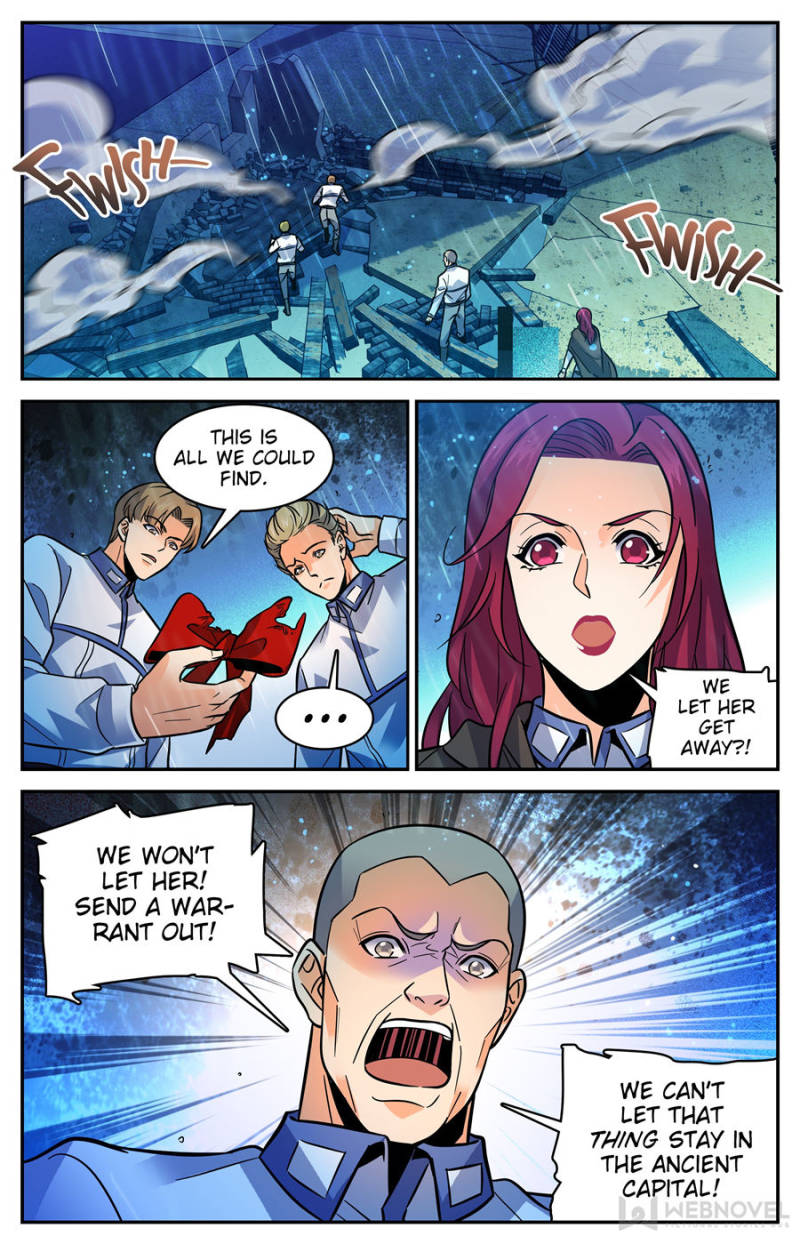 FWISH—
FWISH—
THIS IS
ALL WE COULD
FIND.
...
WE
LET HER
GET
AWAY?!
WE WON'T
LET HER!
SEND A WAR-
RANT OUT!
WE CAN'T
LET THAT
THING STAY IN
THE ANCIENT
CAPITAL!
WEBNOVEL